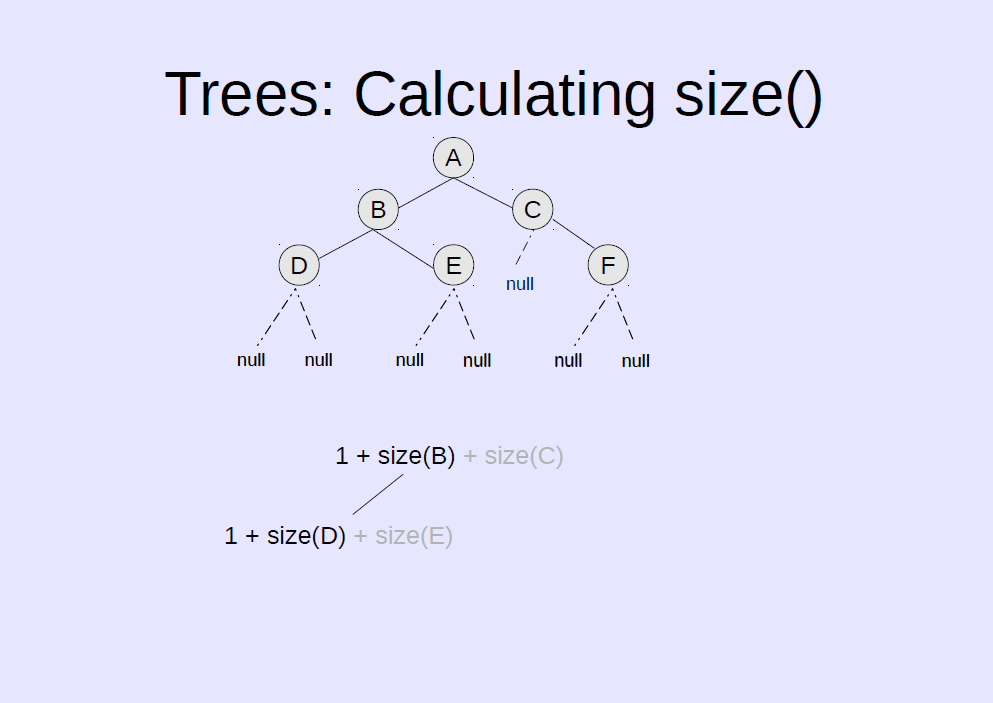 Trees: Calculating size()
A
B C
D E F
null
null null null null null null
1 + size(B) + size(C)
1 + size(D) + size(E)